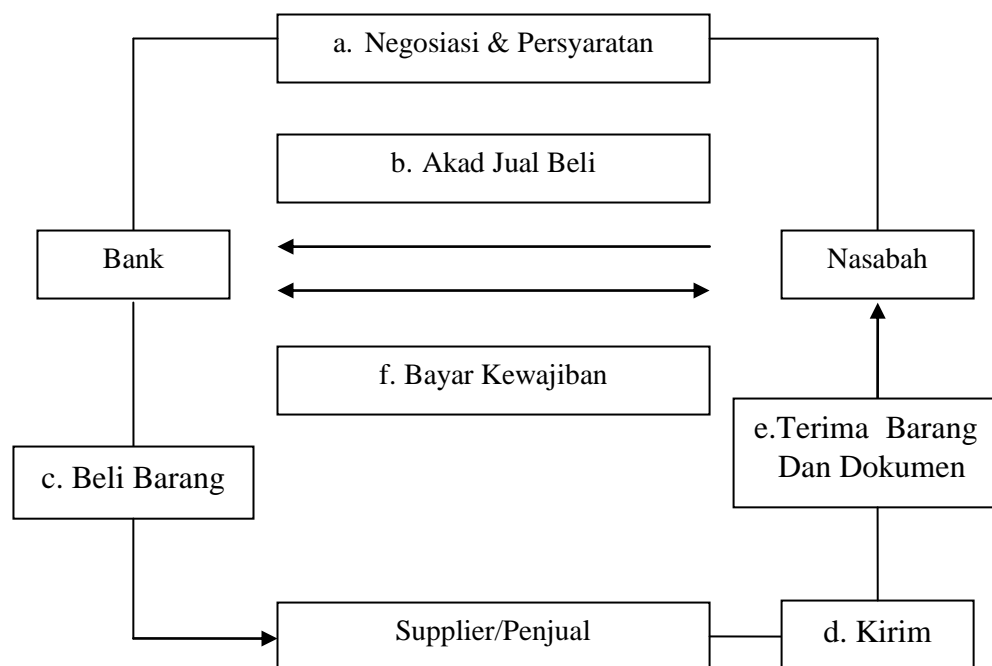 a. Negosiasi & Persyaratan
b. Akad Jual Beli
Bank
Nasabah
f. Bayar Kewajiban
e.Terima Barang
Dan Dokumen
c. Beli Barang
Supplier/Penjual
d. Kirim